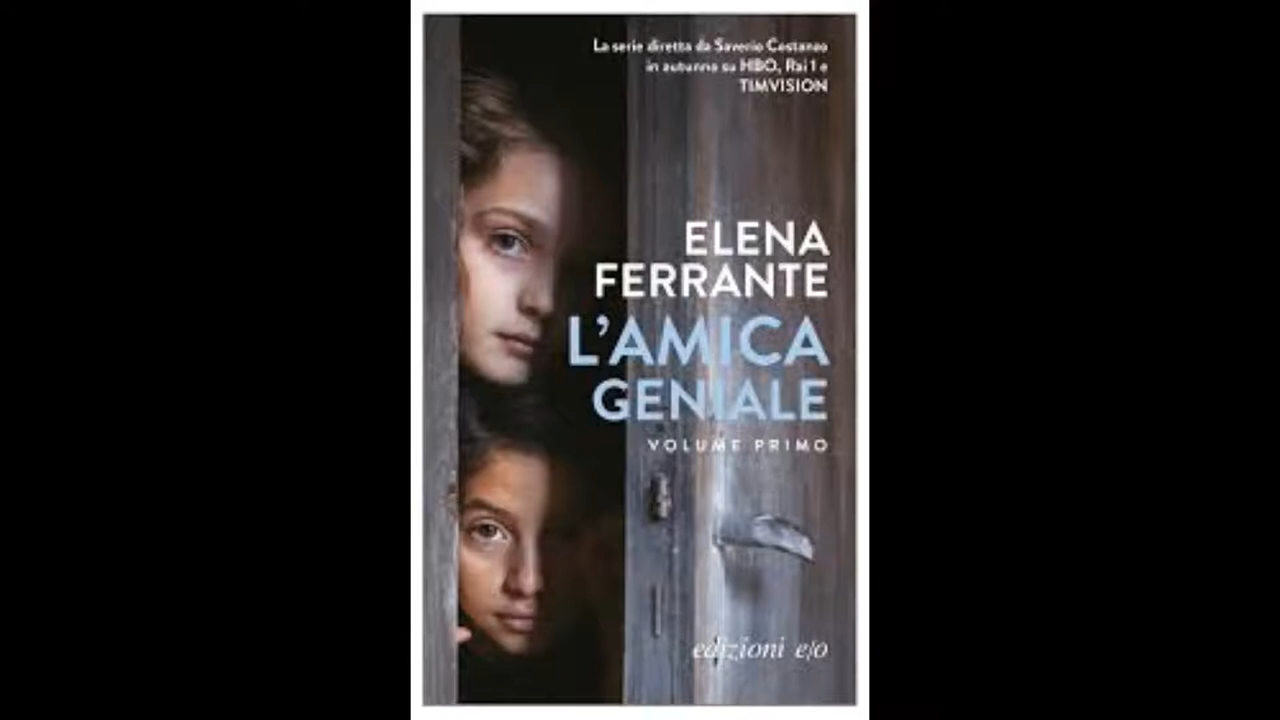 La serie diretta da Saverio Costanzo
in autunno su HBO, Rai 1 e
TIMVISION
ELENA
FERRANTE
L'AMICA
GENIALE
VOLUME PRIMO
edizioni e/o